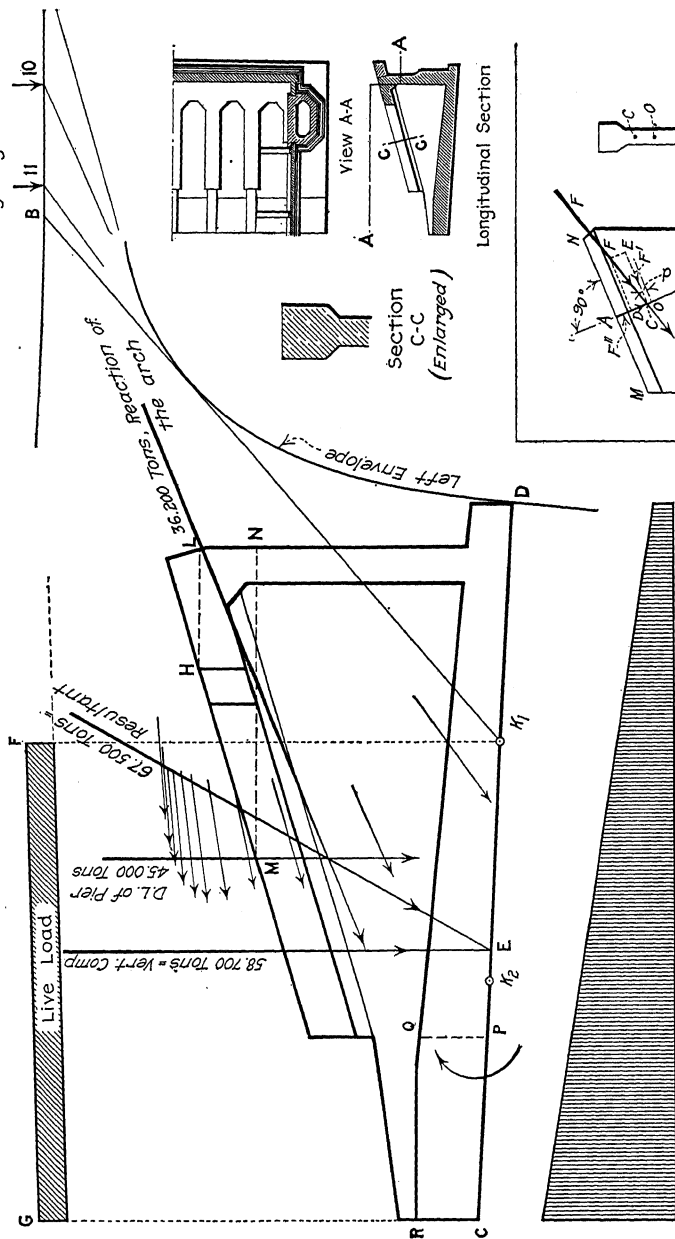 G
Live Load
F
10
11
B
View A-A
A
A
C
C
Longitudinal Section
Section
C-C
(Enlarged)
36.200 Tons, Reaction of
the arch
67.500 Tons =
Resultant
D.L. of Pier
45.000 Tons
58.700 Tons = Vert. Comp
Left Envelope
H
L
M
N
K₁
K₂
E
D
Q
P
R
C
90°
A
N
M
F
F
F'
F"
E
D
C
O
C
O